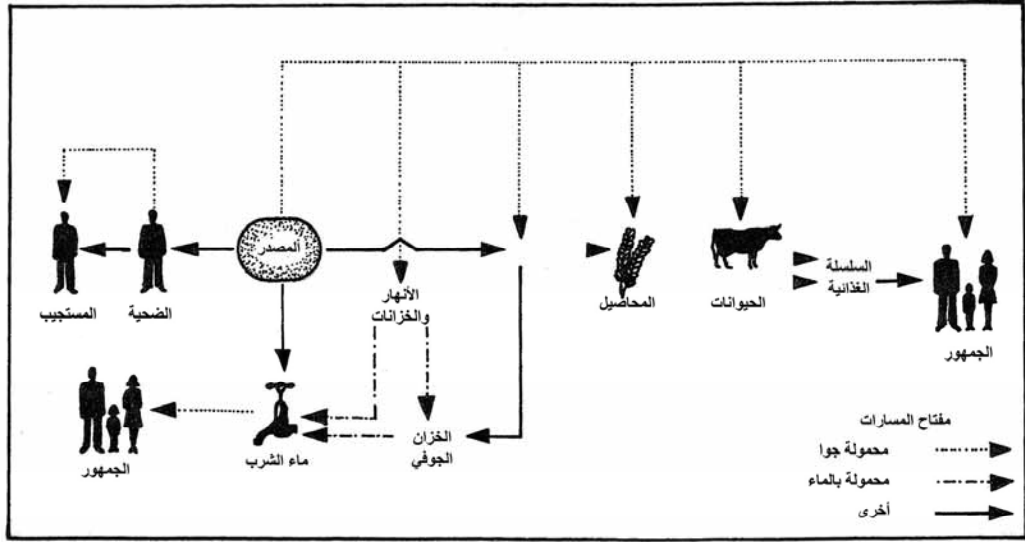 المصدر
الضحية
المستجيب
الأنهار
والخزانات
المحاصيل
الحيوانات
السلسلة
الغذائية
الجمهور
الخزان
الجوفي
ماء الشرب
الجمهور
مفتاح المسارات
محمولة جوا
محمولة بالماء
أخرى